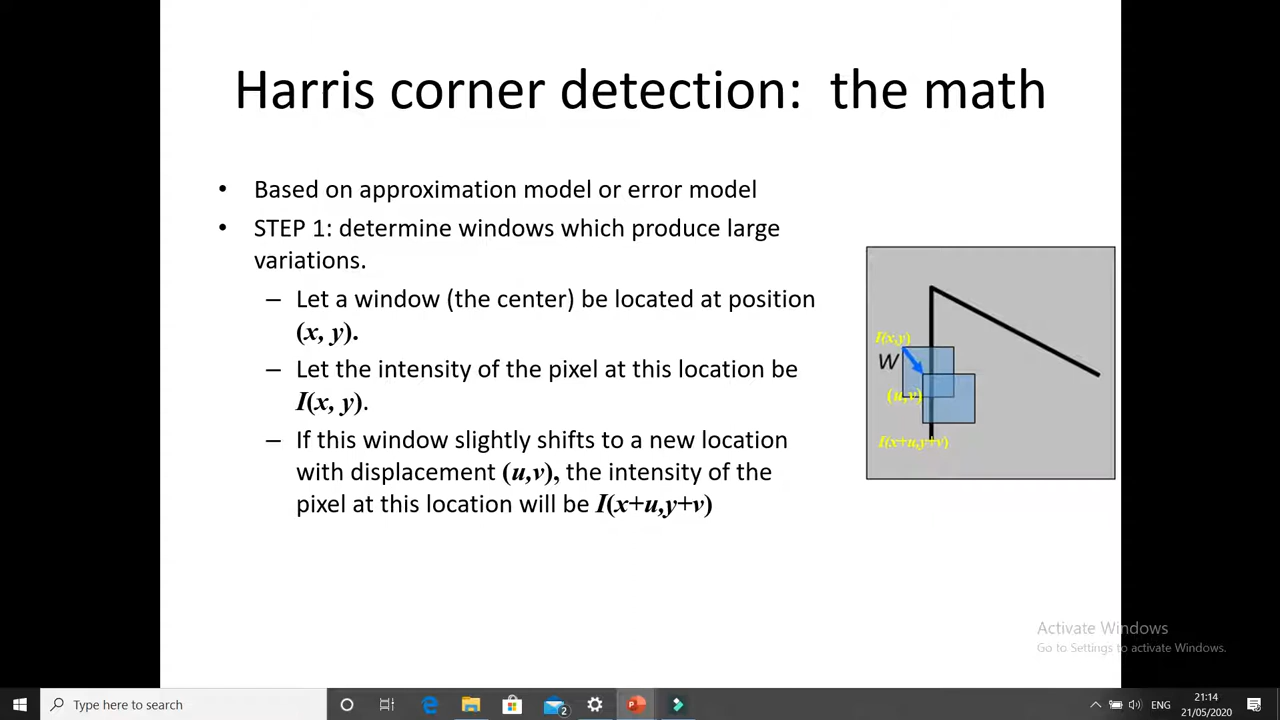 Harris corner detection:  the math
• Based on approximation model or error model
• STEP 1: determine windows which produce large
variations.
– Let a window (the center) be located at position
(x, y).
– Let the intensity of the pixel at this location be
I(x, y).
– If this window slightly shifts to a new location
with displacement (u,v), the intensity of the
pixel at this location will be I(x+u,y+v)
I(x,y)
W
(u,v)
I(x+u,y+v)
Activate Windows
Go to Settings to activate Windows.
Type here to search
2
ENG
21:14
21/05/2020